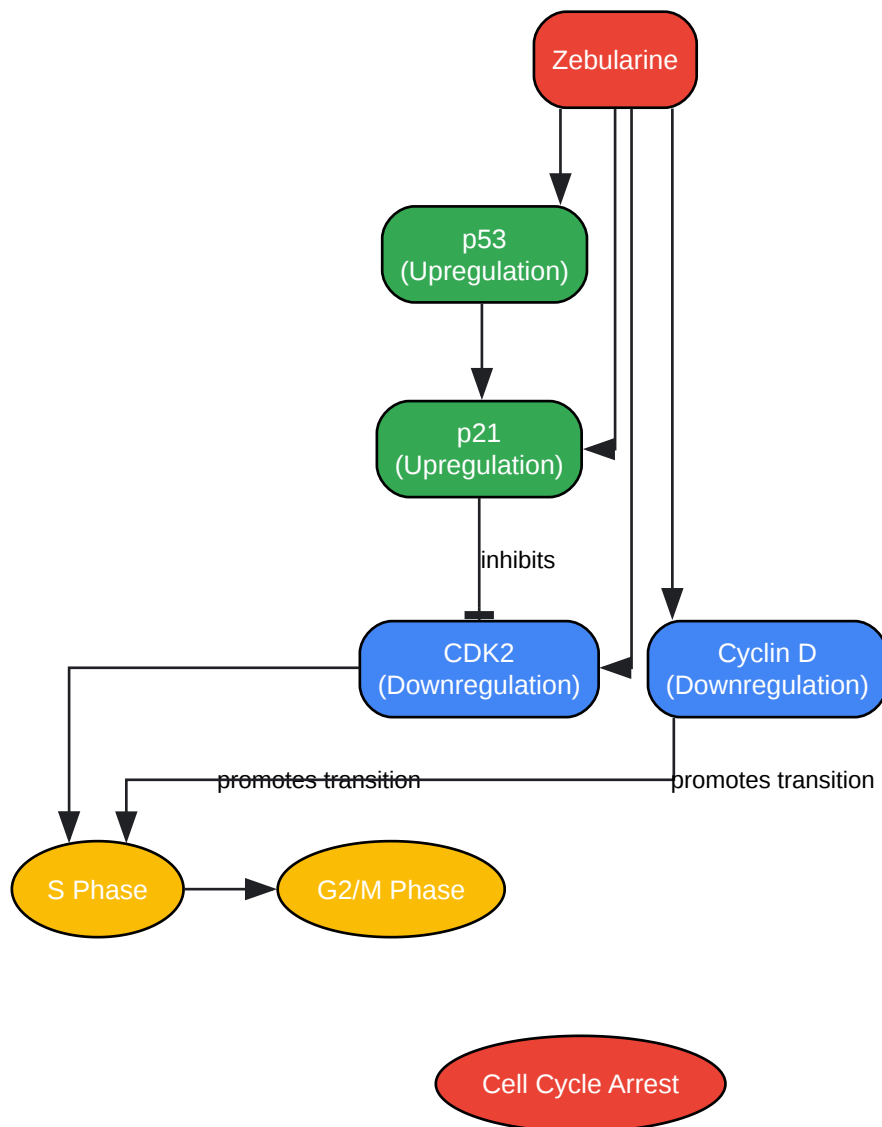 Zebularine
p53
(Upregulation)
p21
(Upregulation)
inhibits
CDK2
(Downregulation)
Cyclin D
(Downregulation)
promotes transition
promotes transition
S Phase
G2/M Phase
Cell Cycle Arrest